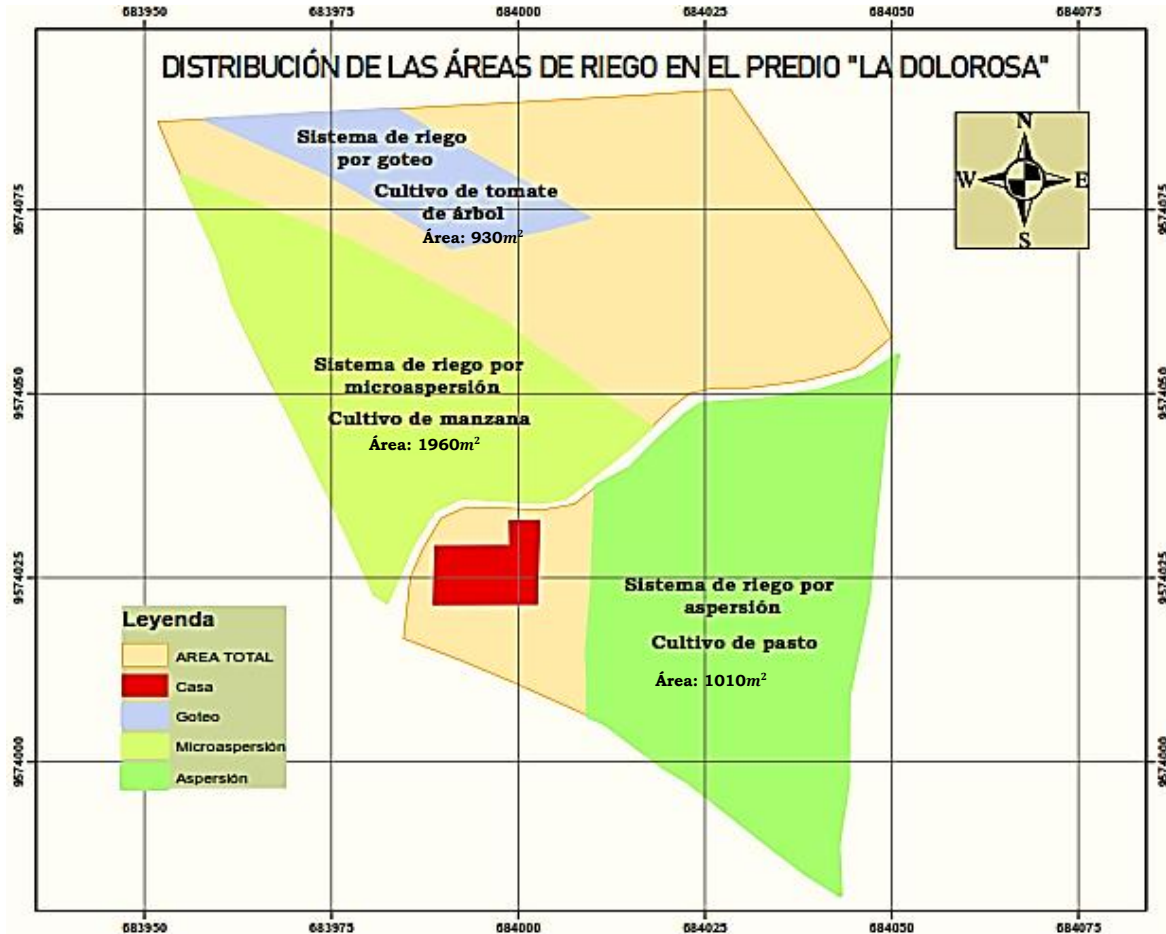 683950 683975 684000 684025 684050 684075
DISTRIBUCIÓN DE LAS ÁREAS DE RIEGO EN EL PREDIO "LA DOLOROSA"
N
W E
S
Sistema de riego
por goteo
Cultivo de tomate
de árbol
Área: 930m²
9574075 9574075
Sistema de riego por
microaspersión
Cultivo de manzana
Área: 1960m²
9574050 9574050
9574025 9574025
Sistema de riego por
aspersión
Cultivo de pasto
Área: 1010m²
Leyenda
AREA TOTAL
Casa
Goteo
Microaspersión
Aspersión
9574000 9574000
683950 683975 684000 684025 684050 684075